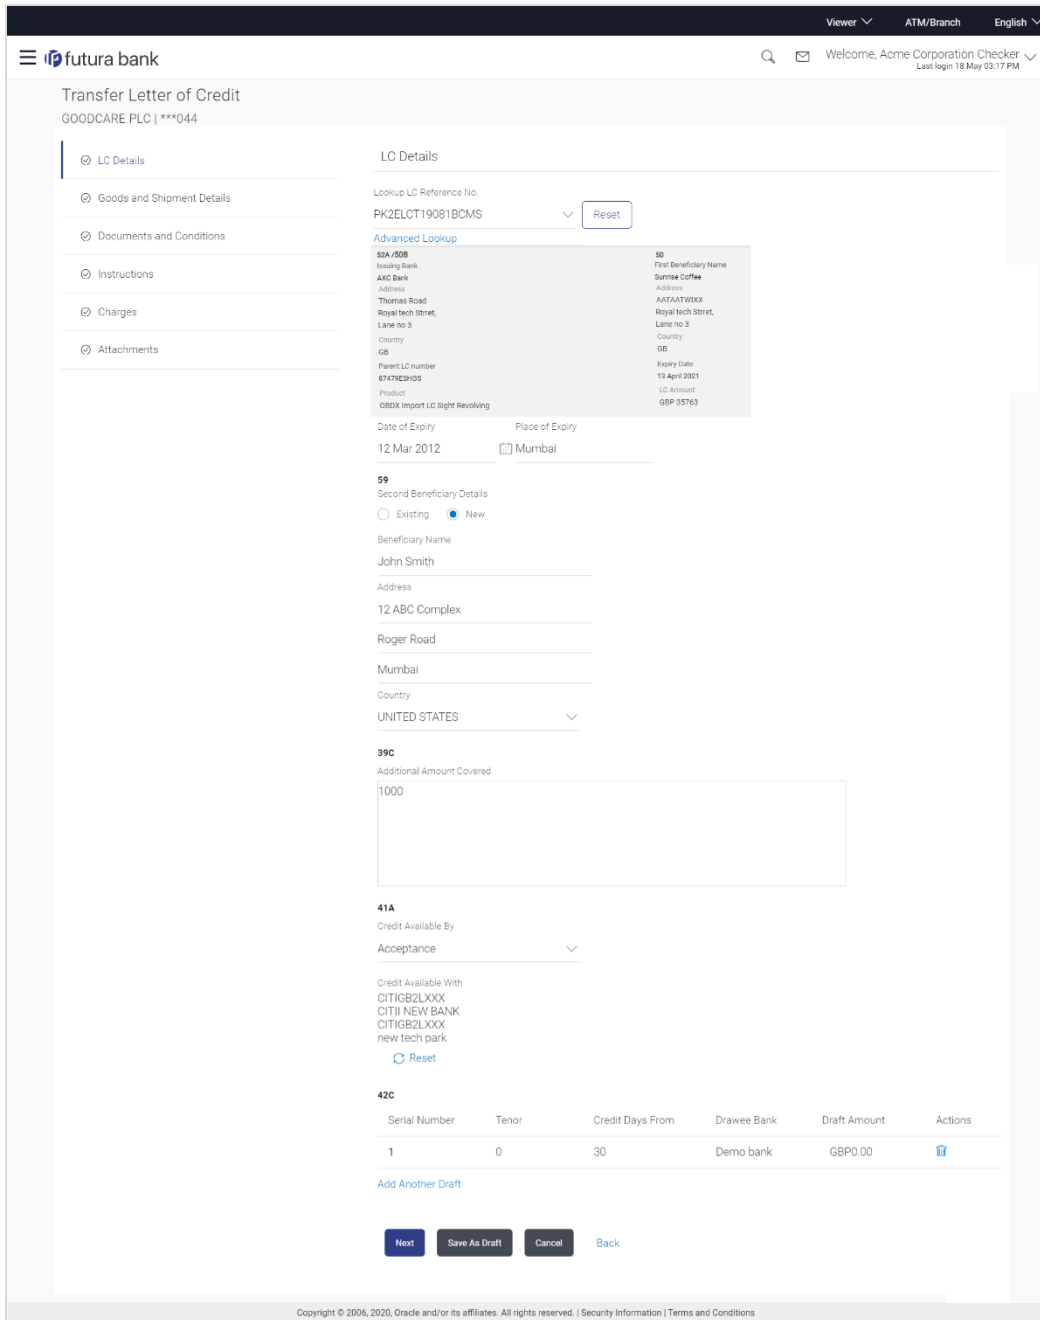 Viewer ATM/Branch English
futura bank
Welcome, Acme Corporation Checker
Last login 18 May 03:17 PM
Transfer Letter of Credit
GOODCARE PLC | ***044
LC Details
Goods and Shipment Details
Documents and Conditions
Instructions
Charges
Attachments
LC Details
Lookup LC Reference No.
PK2ELCT19081BCMS Reset
Advanced Lookup
52A /50B
Issuing Bank
AXC Bank
Address
Thomas Road
Royal tech Strret,
Lane no 3
Country
GB
Parent LC number
87479ESHGS
Product
OBDX Import LC Sight Revolving
50
First Beneficiary Name
Sunrise Coffee
Address
AATAATWIXX
Royal tech Strret,
Lane no 3
Country
GB
Expiry Date
13 April 2021
LC Amount
GBP 35763
Date of Expiry Place of Expiry
12 Mar 2012 Mumbai
59
Second Beneficiary Details
Existing New
Beneficiary Name
John Smith
Address
12 ABC Complex
Roger Road
Mumbai
Country
UNITED STATES
39C
Additional Amount Covered
1000
41A
Credit Available By
Acceptance
Credit Available With
CITIGB2LXXX
CITII NEW BANK
CITIGB2LXXX
new tech park
Reset
42C
Serial Number Tenor Credit Days From Drawee Bank Draft Amount Actions
1 0 30 Demo bank GBP0.00
Add Another Draft
Next Save As Draft Cancel Back
Copyright © 2006, 2020, Oracle and/or its affiliates. All rights reserved. | Security Information | Terms and Conditions